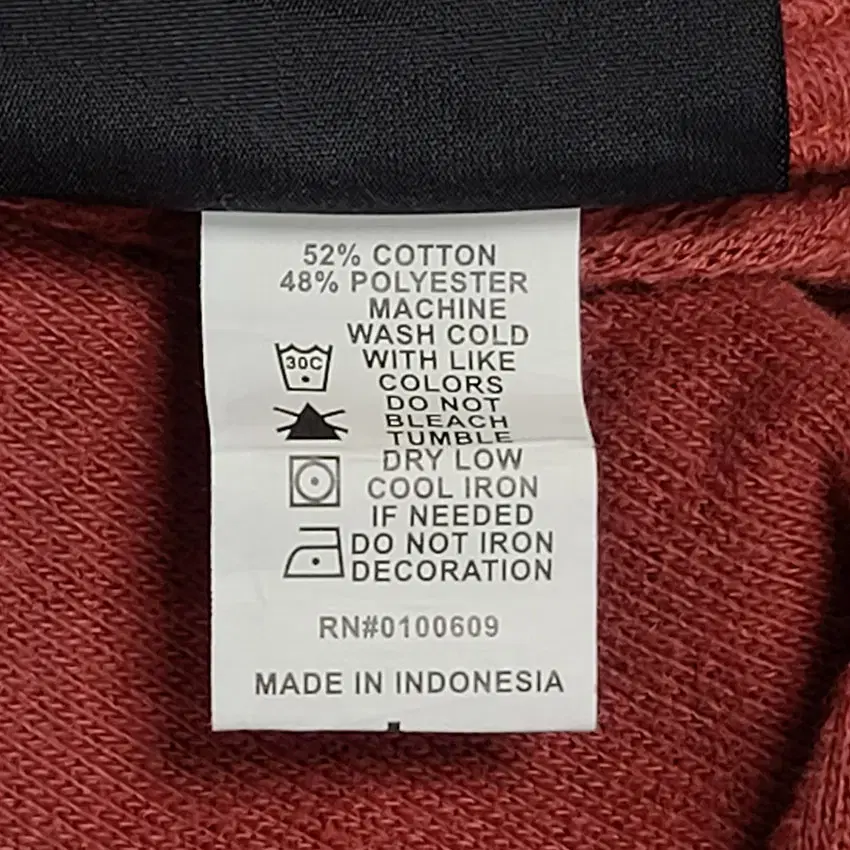 52% COTTON
48% POLYESTER
MACHINE
WASH COLD
30C WITH LIKE
COLORS
DO NOT
BLEACH
TUMBLE
DRY LOW
COOL IRON
IF NEEDED
DO NOT IRON
DECORATION
RN#0100609
MADE IN INDONESIA